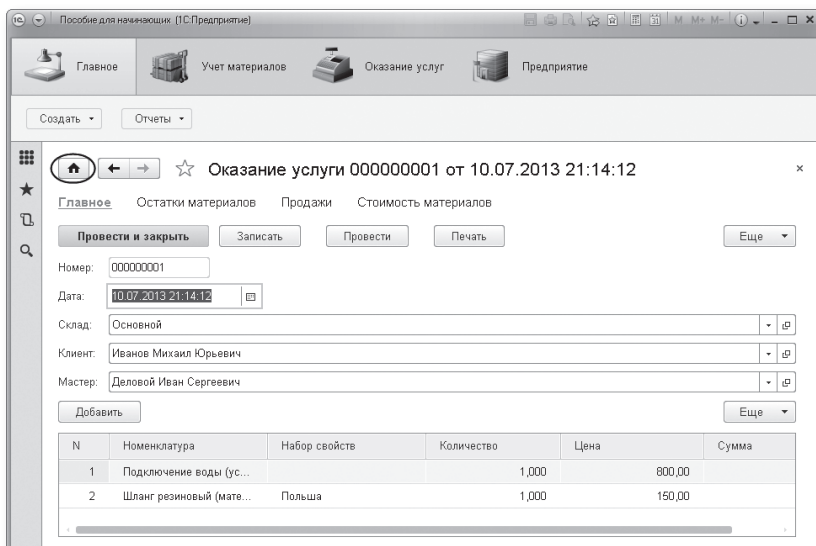 1С Пособие для начинающих (1С:Предприятие) M M+ M-
Главное Учет материалов Оказание услуг Предприятие
Создать Отчеты
Оказание услуги 000000001 от 10.07.2013 21:14:12
Главное Остатки материалов Продажи Стоимость материалов
Провести и закрыть Записать Провести Печать Еще
Номер: 000000001
Дата: 10.07.2013 21:14:12
Склад: Основной
Клиент: Иванов Михаил Юрьевич
Мастер: Деловой Иван Сергеевич
Добавить Еще
N Номенклатура Набор свойств Количество Цена Сумма
1 Подключение воды (ус... 1,000 800,00
2 Шланг резиновый (мате... Польша 1,000 150,00